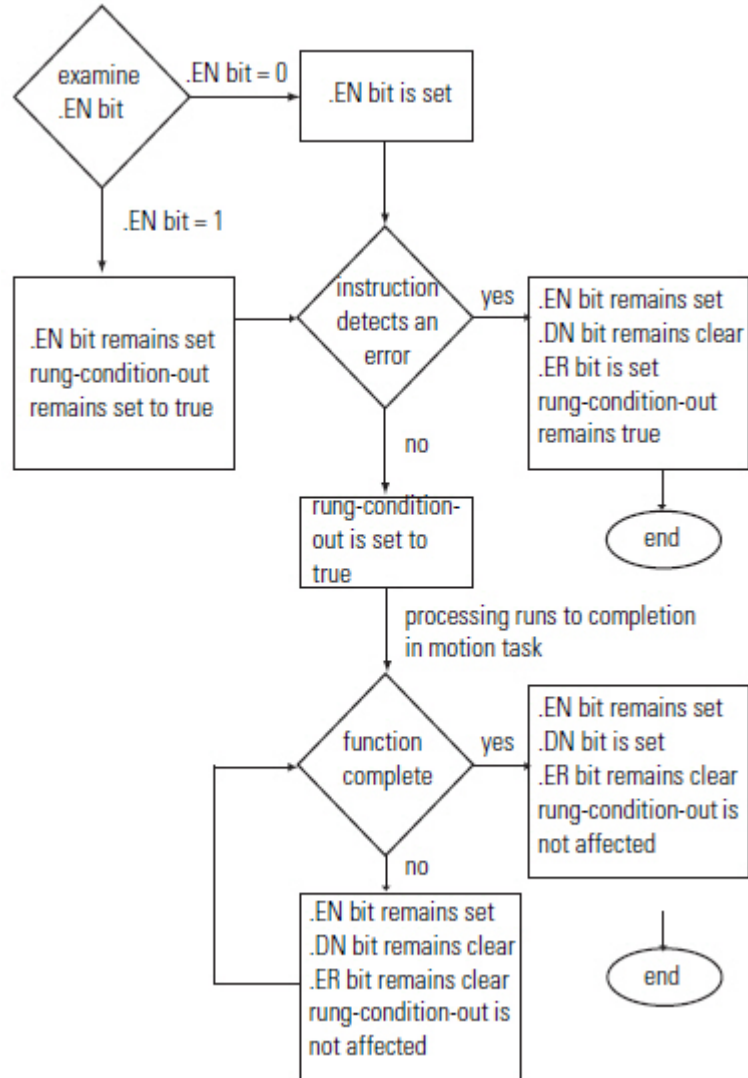 examine
.EN bit
.EN bit = 0
.EN bit is set
.EN bit = 1
.EN bit remains set
rung-condition-out
remains set to true
instruction
detects an
error
yes
.EN bit remains set
.DN bit remains clear
.ER bit is set
rung-condition-out
remains true
end
no
rung-condition-
out is set to
true
processing runs to completion
in motion task
function
complete
yes
.EN bit remains set
.DN bit is set
.ER bit remains clear
rung-condition-out is
not affected
end
no
.EN bit remains set
.DN bit remains clear
.ER bit remains clear
rung-condition-out is
not affected